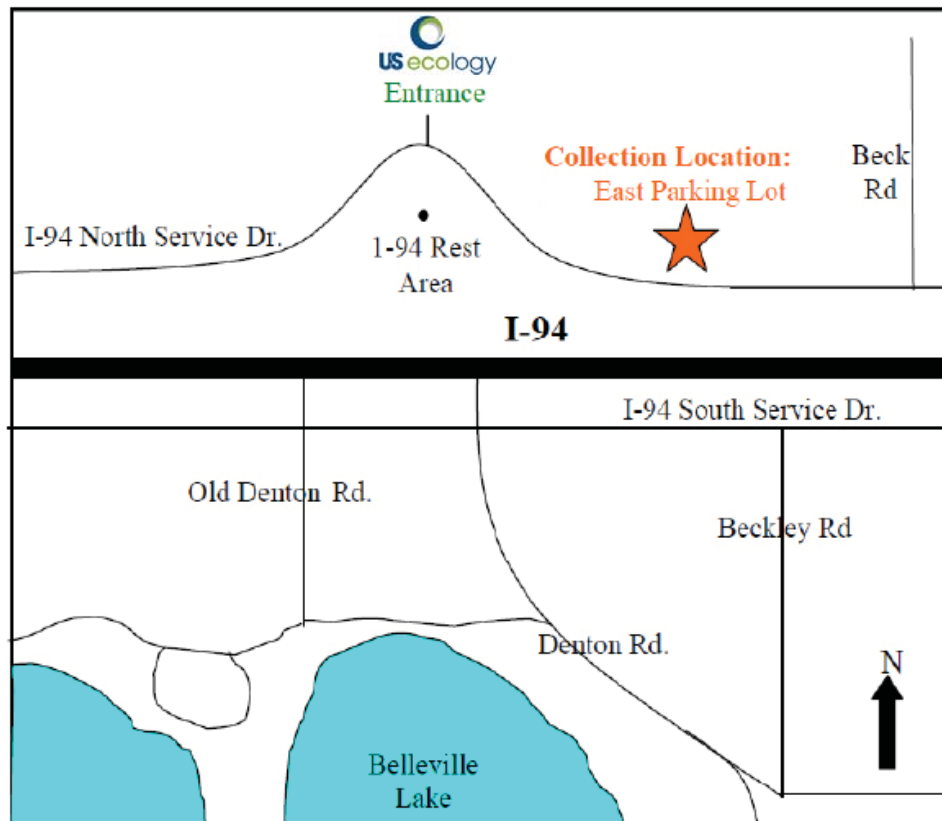 US ecology
Entrance
Collection Location:
East Parking Lot
Beck
Rd
I-94 North Service Dr.
1-94 Rest
Area
I-94
I-94 South Service Dr.
Old Denton Rd.
Beckley Rd
Denton Rd.
N
Belleville
Lake